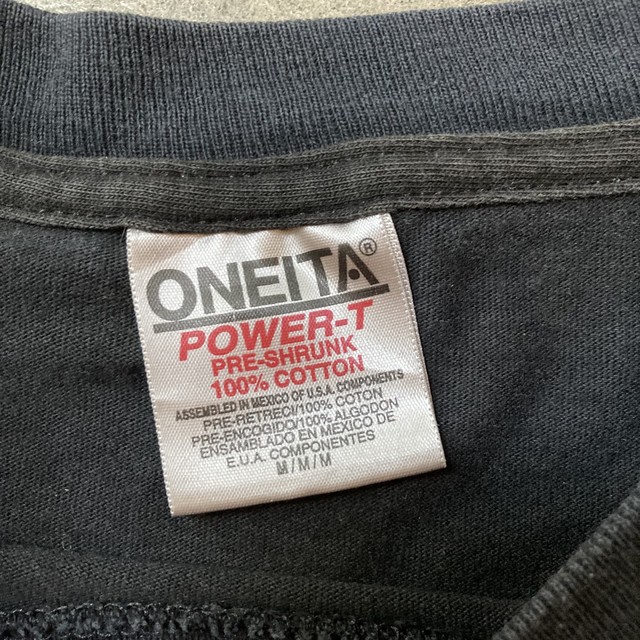 ONEITA®
POWER-T
PRE-SHRUNK
100% COTTON
ASSEMBLED IN MEXICO OF U.S.A. COMPONENTS
PRE-RETRECI/100% COTON
PRE-ENCOGIDO/100% ALGODON
ENSAMBLADO EN MEXICO DE
E.U.A. COMPONENTES
M/M/M